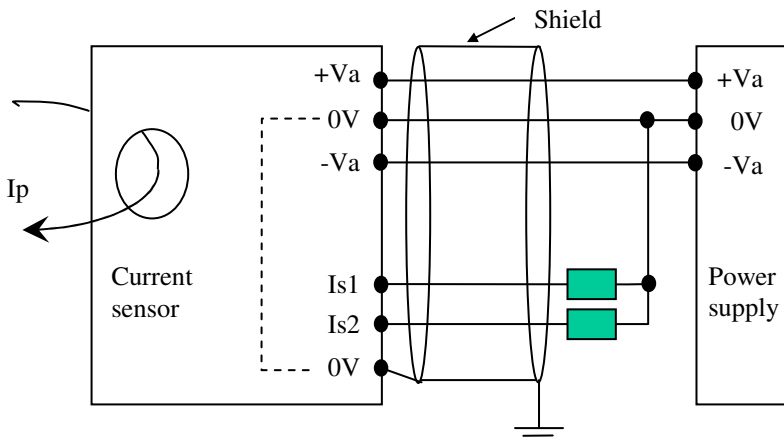 Shield
+Va
0V
-Va
Ip
Current
sensor
Is1
Is2
0V
+Va
0V
-Va
Power
supply